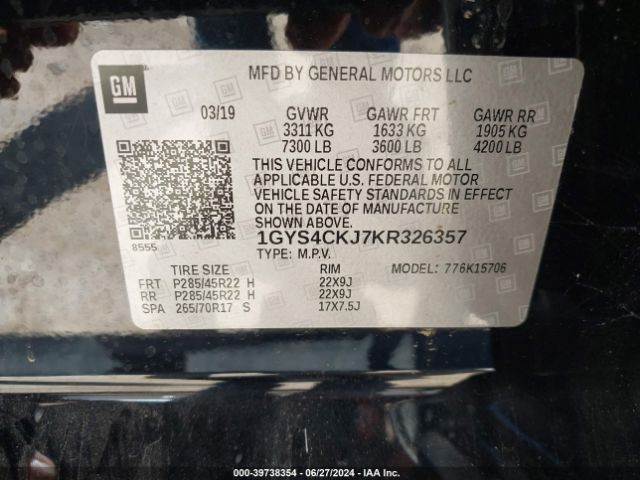 GM
MFD BY GENERAL MOTORS LLC
03/19 GVWR GAWR FRT GAWR RR
3311 KG 1633 KG 1905 KG
7300 LB 3600 LB 4200 LB
THIS VEHICLE CONFORMS TO ALL
APPLICABLE U.S. FEDERAL MOTOR
VEHICLE SAFETY STANDARDS IN EFFECT
ON THE DATE OF MANUFACTURE
SHOWN ABOVE.
8555 1GYS4CKJ7KR326357
TYPE: M.P.V.
TIRE SIZE RIM MODEL: 776K15706
FRT P285/45R22 H 22X9J
RR P285/45R22 H 22X9J
SPA 265/70R17 S 17X7.5J
000-39738354 / 06/27/2024 / IAA Inc.